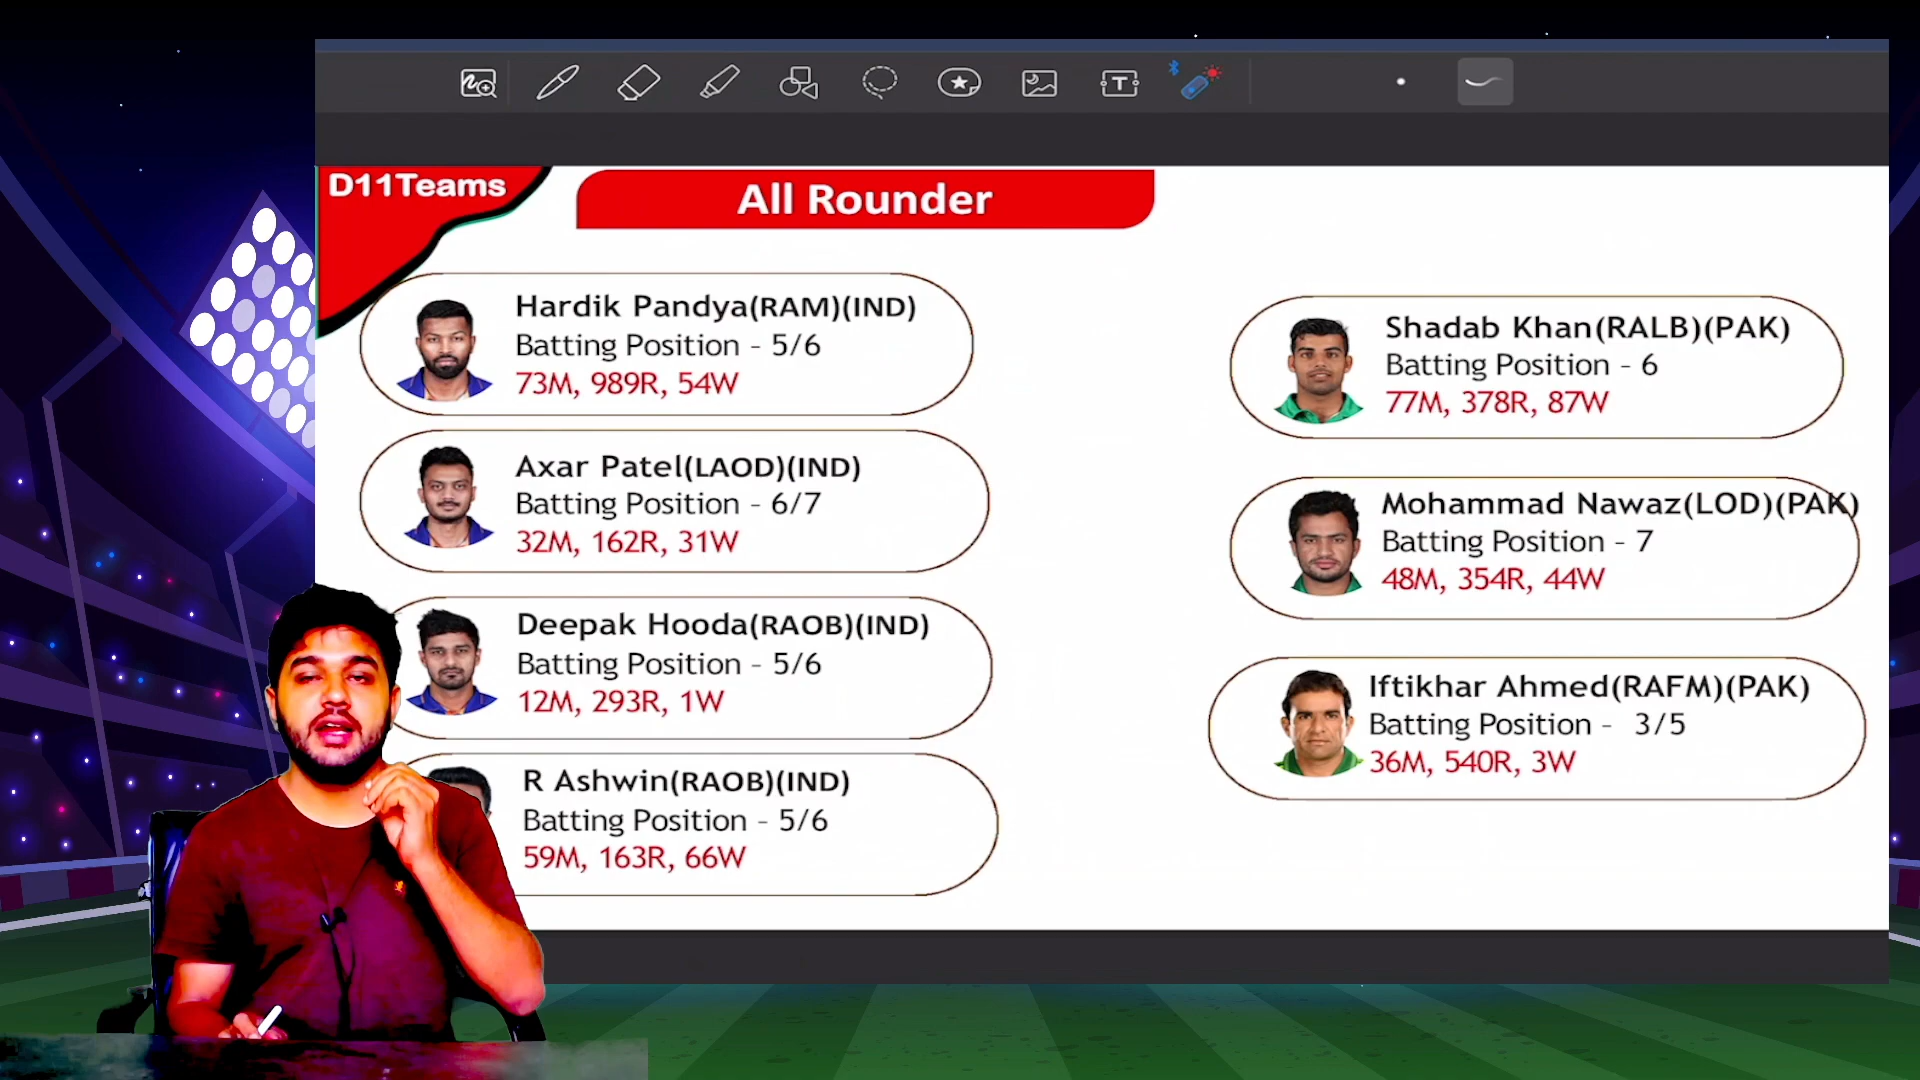 D11Teams
All Rounder
Hardik Pandya(RAM)(IND)
Batting Position - 5/6
73M, 989R, 54W
Axar Patel(LAOD)(IND)
Batting Position - 6/7
32M, 162R, 31W
Deepak Hooda(RAOB)(IND)
Batting Position - 5/6
12M, 293R, 1W
R Ashwin(RAOB)(IND)
Batting Position - 5/6
59M, 163R, 66W
Shadab Khan(RALB)(PAK)
Batting Position - 6
77M, 378R, 87W
Mohammad Nawaz(LOD)(PAK)
Batting Position - 7
48M, 354R, 44W
Iftikhar Ahmed(RAFM)(PAK)
Batting Position - 3/5
36M, 540R, 3W